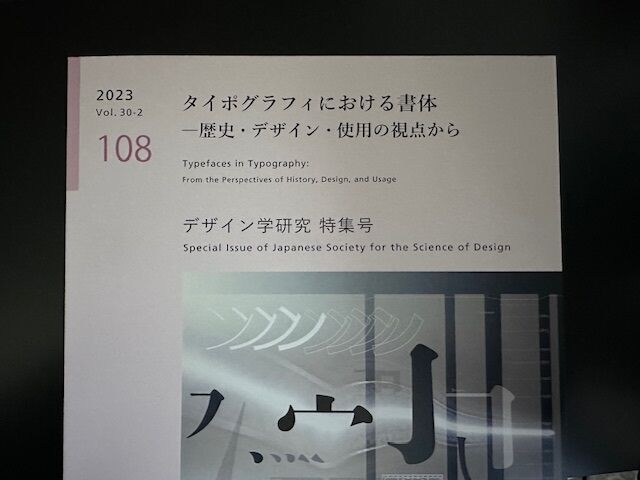 2023
Vol. 30-2
108
タイポグラフィにおける書体
―歴史・デザイン・使用の視点から
Typefaces in Typography:
From the Perspectives of History, Design, and Usage
デザイン学研究 特集号
Special Issue of Japanese Society for the Science of Design